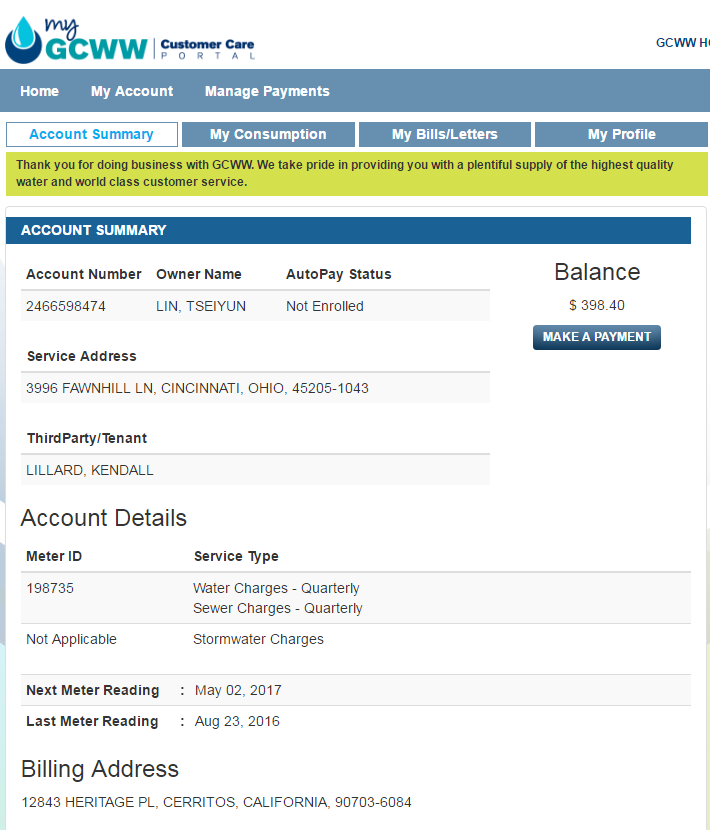 my
GCWW Customer Care
PORTAL
GCWW
Home My Account Manage Payments
Account Summary My Consumption My Bills/Letters My Profile
Thank you for doing business with GCWW. We take pride in providing you with a plentiful supply of the highest quality
water and world class customer service.
ACCOUNT SUMMARY
Account Number Owner Name AutoPay Status
2466598474 LIN, TSEIYUN Not Enrolled
Balance
$ 398.40
MAKE A PAYMENT
Service Address
3996 FAWNHILL LN, CINCINNATI, OHIO, 45205-1043
ThirdParty/Tenant
LILLARD, KENDALL
Account Details
Meter ID Service Type
198735 Water Charges - Quarterly
Sewer Charges - Quarterly
Not Applicable Stormwater Charges
Next Meter Reading : May 02, 2017
Last Meter Reading : Aug 23, 2016
Billing Address
12843 HERITAGE PL, CERRITOS, CALIFORNIA, 90703-6084